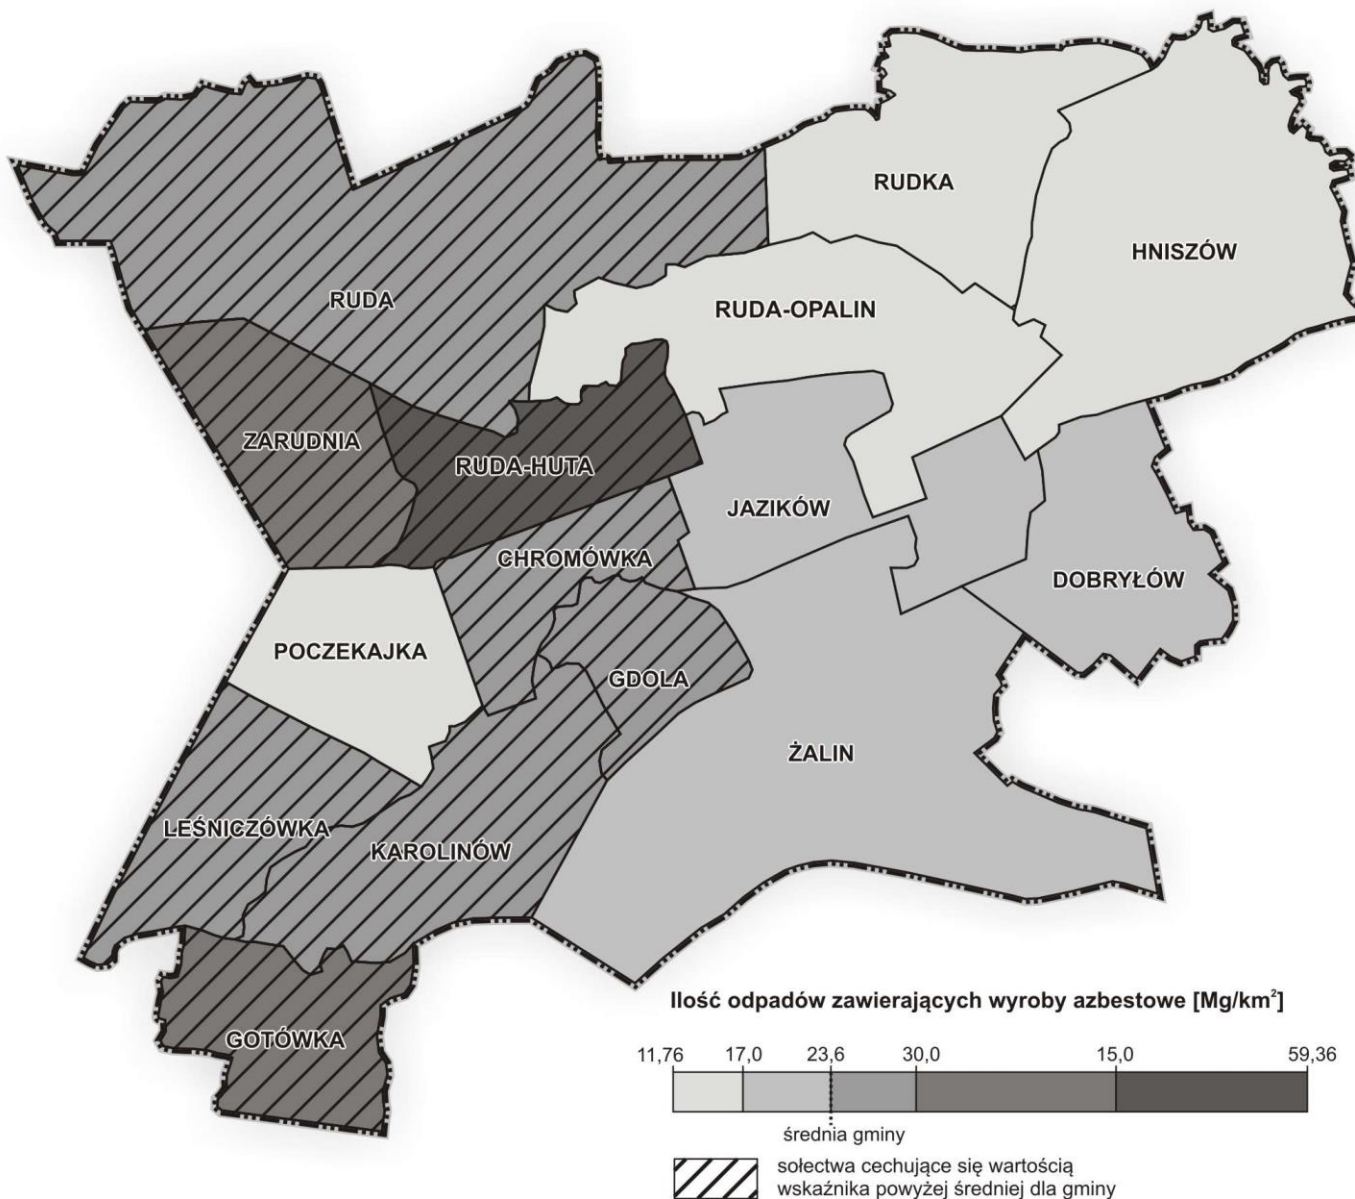 RUDKA
HNISZÓW
RUDA
RUDA-OPALIN
ZARUDNIA
RUDA-HUTA
JAZIKÓW
CHROMÓWKA
DOBRYŁÓW
POCZEKAJKA
GDOLA
ŻALIN
LEŚNICZÓWKA
KAROLINÓW
GOTÓWKA
Ilość odpadów zawierających wyroby azbestowe [Mg/km²]
11,76 17,0 23,6 30,0 15,0 59,36
średnia gminy
sołectwa cechujące się wartością
wskaźnika powyżej średniej dla gminy